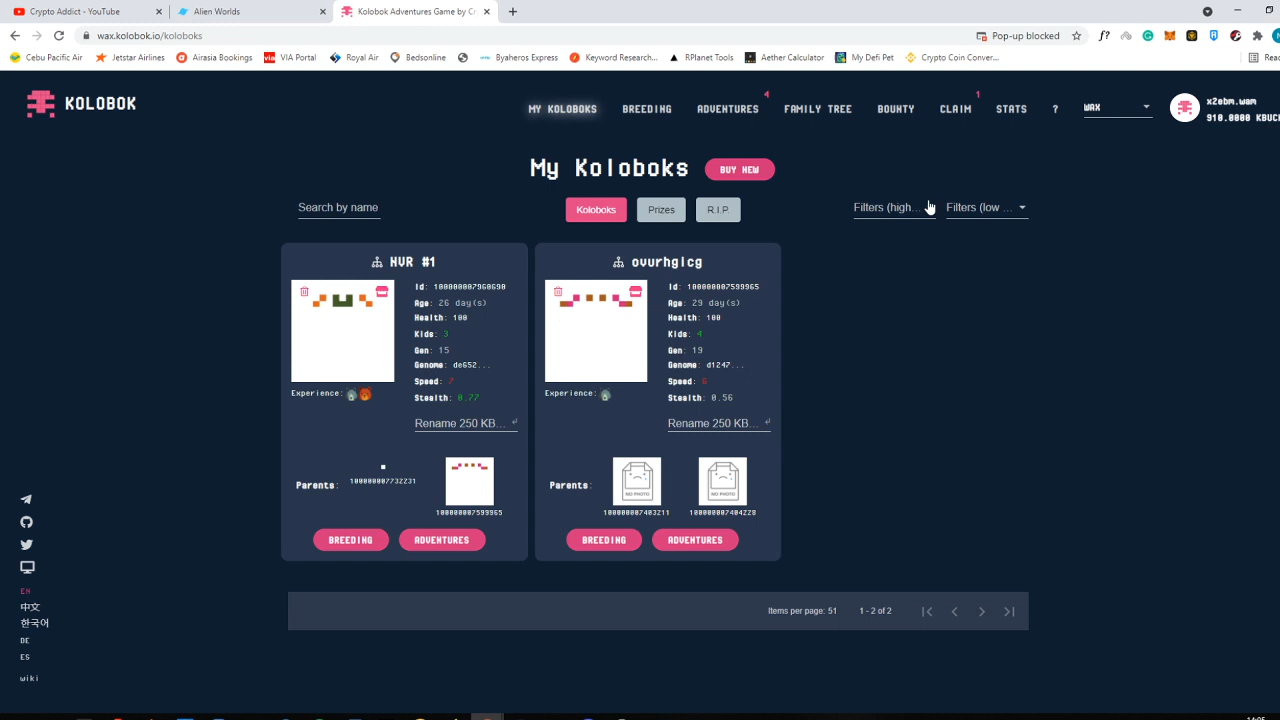 Crypto Addict - YouTube
Alien Worlds
Kolobok Adventures Game by Cr
wax.kolobok.io/koloboks
Pop-up blocked
Cebu Pacific Air
Jetstar Airlines
Airasia Bookings
VIA Portal
Royal Air
Bedsonline
Byaheros Express
Keyword Research...
RPlanet Tools
Aether Calculator
My Defi Pet
Crypto Coin Conver...
Reac
KOLOBOK
MY KOLOBOKS
BREEDING
ADVENTURES
4
FAMILY TREE
BOUNTY
CLAIM
1
STATS
?
WAX
x2ebm.wam
910.0000 KBUCK
My Koloboks
BUY NEW
Search by name
Koloboks
Prizes
R.I.P.
Filters (high...
Filters (low ...
HVR #1
Id: 100000007960690
Age: 26 day(s)
Health: 100
Kids: 3
Gen: 15
Genome: de652...
Speed: 7
Stealth: 0.77
Experience:
Rename 250 KB...
Parents:
100000007732231
100000007599965
BREEDING
ADVENTURES
ovurhglcg
Id: 100000007599965
Age: 29 day(s)
Health: 100
Kids: 4
Gen: 19
Genome: d1247...
Speed: 6
Stealth: 0.56
Experience:
Rename 250 KB...
Parents:
NO PHOTO
NO PHOTO
100000007483211
100000007404228
BREEDING
ADVENTURES
EN
中文
한국어
DE
ES
wiki
Items per page: 51
1 - 2 of 2
14:05